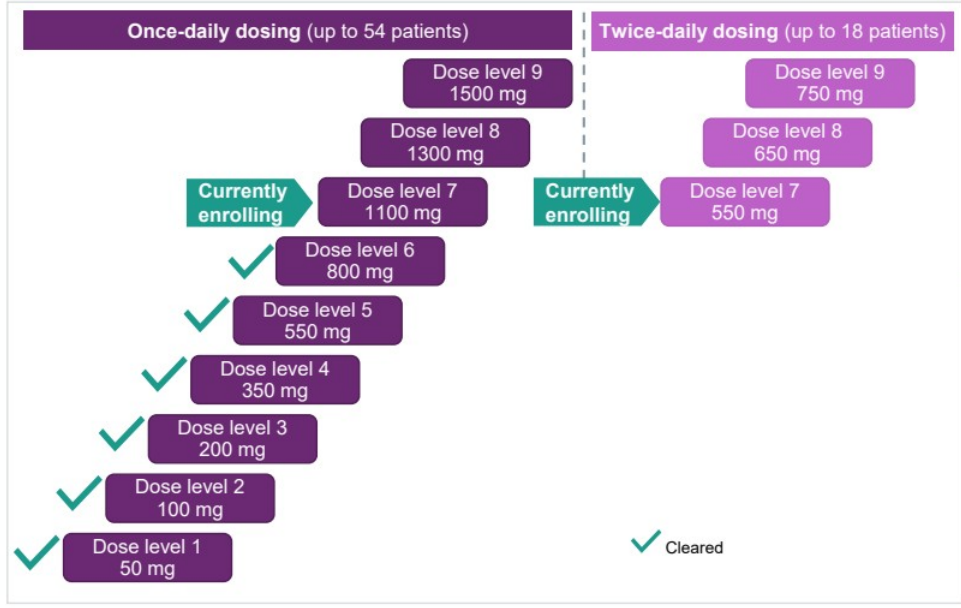 Once-daily dosing (up to 54 patients)
Twice-daily dosing (up to 18 patients)
Dose level 9
1500 mg
Dose level 9
750 mg
Dose level 8
1300 mg
Dose level 8
650 mg
Currently
enrolling
Dose level 7
1100 mg
Currently
enrolling
Dose level 7
550 mg
Dose level 6
800 mg
Dose level 5
550 mg
Dose level 4
350 mg
Dose level 3
200 mg
Dose level 2
100 mg
Dose level 1
50 mg
Cleared